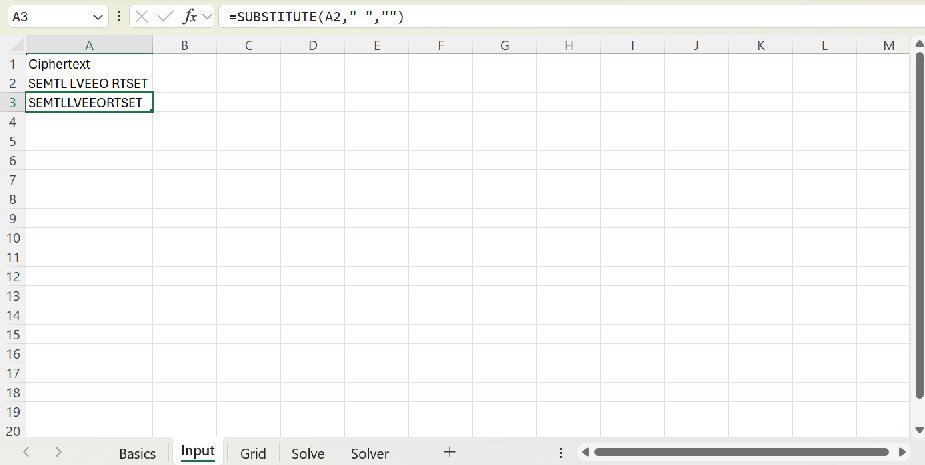 A3 fx =SUBSTITUTE(A2," ","")
A B C D E F G H I J K L M
1 Ciphertext
2 SEMTL LVEEO RTSET
3 SEMTLLVEEORTSET
4
5
6
7
8
9
10
11
12
13
14
15
16
17
18
19
20
Basics Input Grid Solve Solver